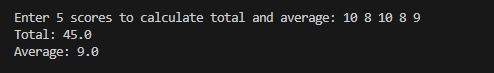 Enter 5 scores to calculate total and average: 10 8 10 8 9
Total: 45.0
Average: 9.0